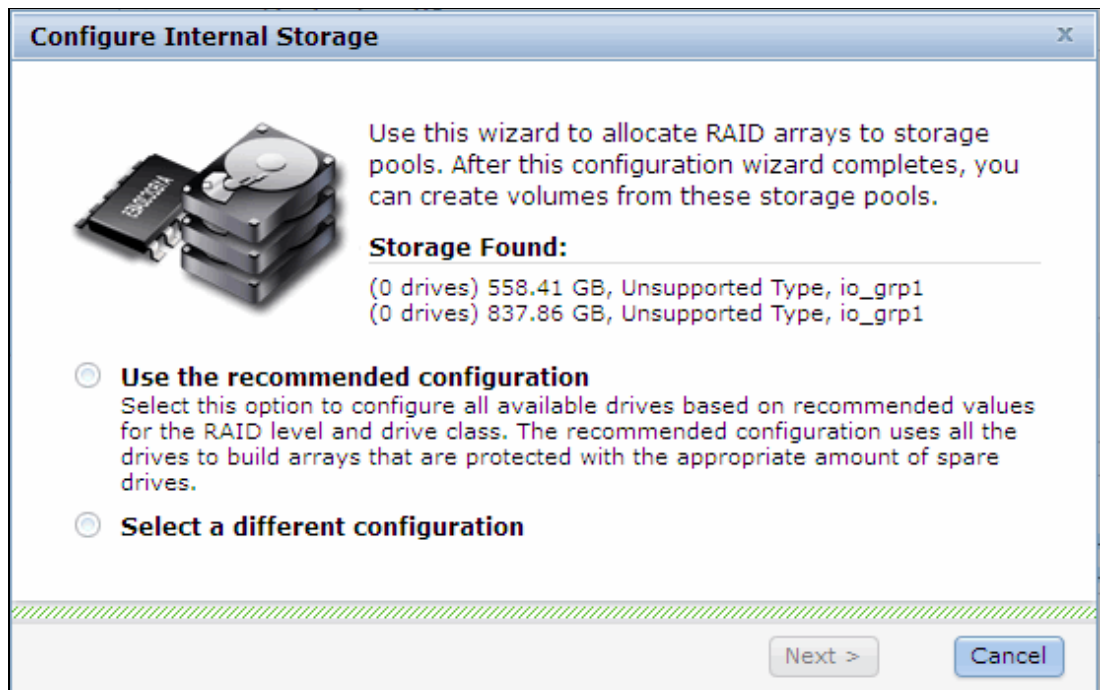 Configure Internal Storage
x
Use this wizard to allocate RAID arrays to storage
pools. After this configuration wizard completes, you
can create volumes from these storage pools.
Storage Found:
(0 drives) 558.41 GB, Unsupported Type, io_grp1
(0 drives) 837.86 GB, Unsupported Type, io_grp1
Use the recommended configuration
Select this option to configure all available drives based on recommended values
for the RAID level and drive class. The recommended configuration uses all the
drives to build arrays that are protected with the appropriate amount of spare
drives.
Select a different configuration
Next >
Cancel